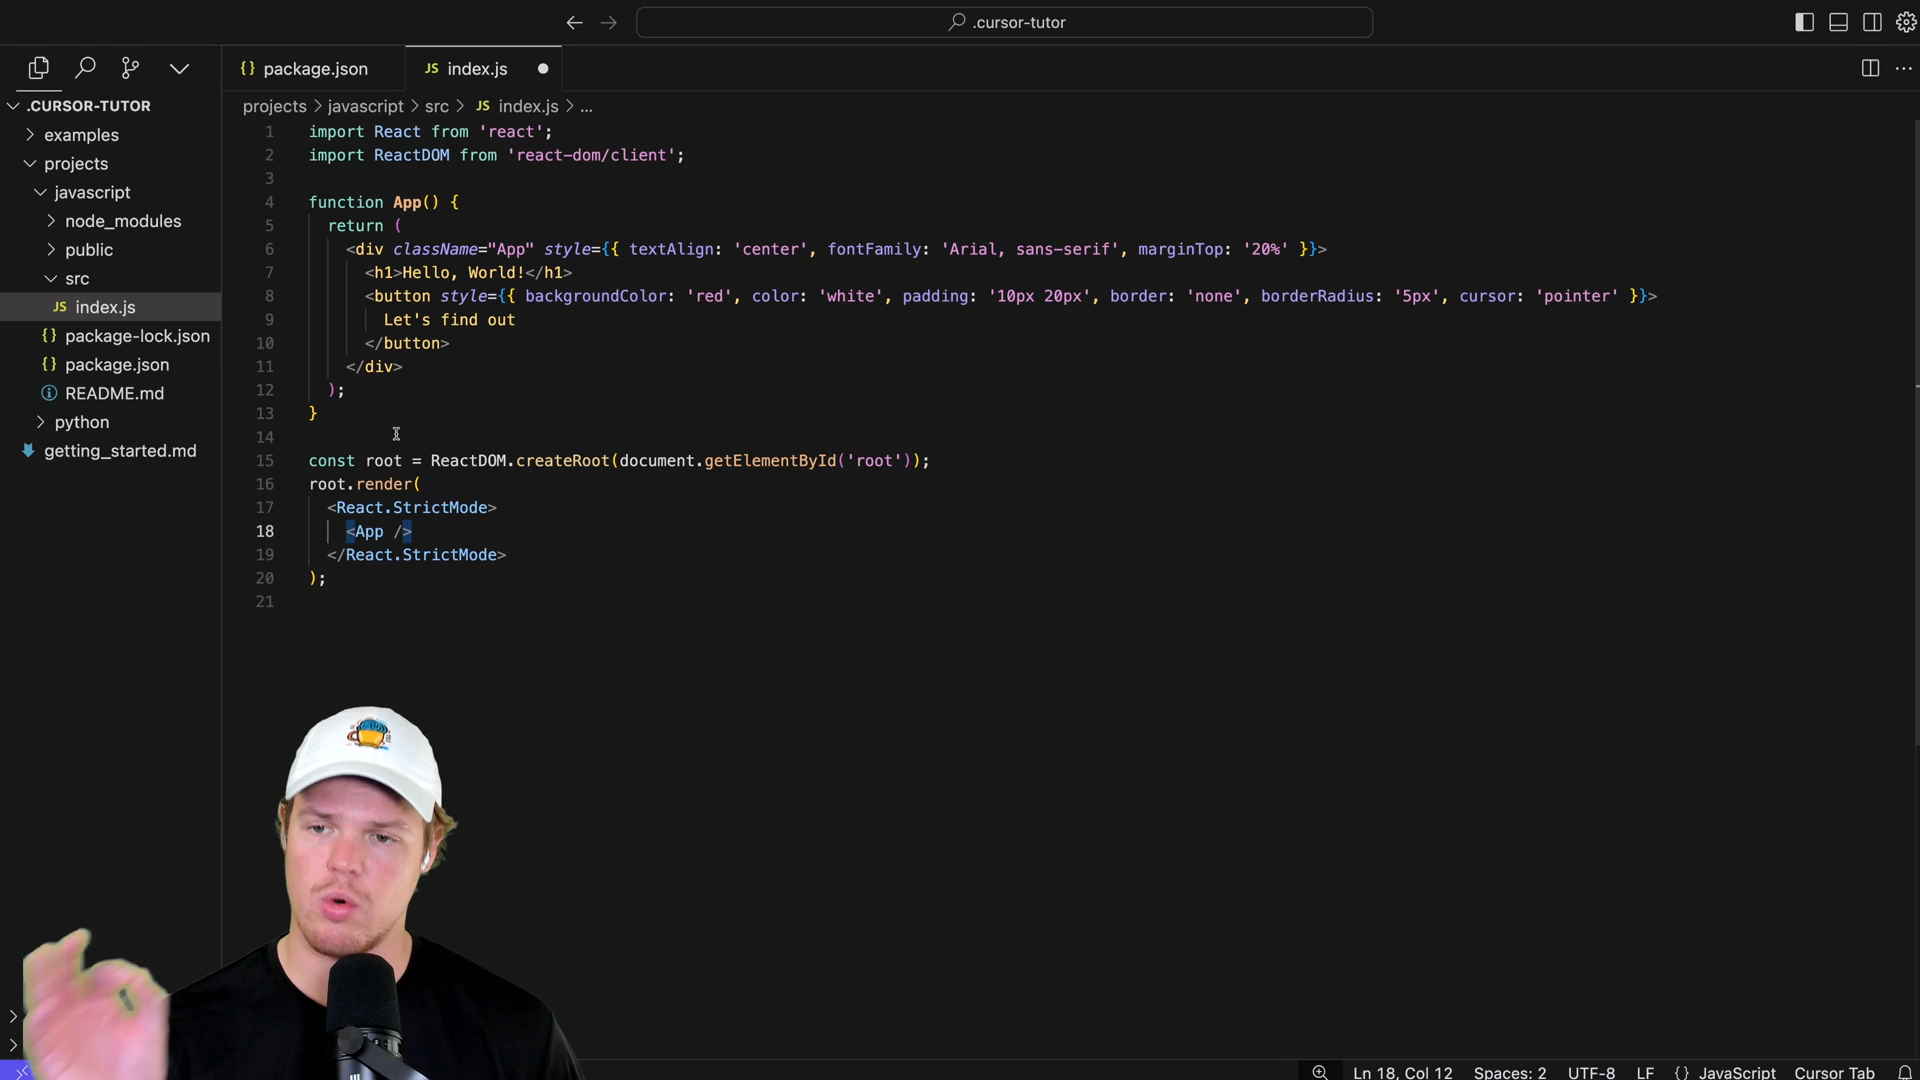 .cursor-tutor
package.json
JS index.js
.CURSOR-TUTOR
examples
projects
javascript
node_modules
public
src
JS index.js
{} package-lock.json
{} package.json
README.md
python
getting_started.md
projects > javascript > src > JS index.js > ...
1 import React from 'react';
2 import ReactDOM from 'react-dom/client';
3
4 function App() {
5 return (
6 <div className="App" style={{ textAlign: 'center', fontFamily: 'Arial, sans-serif', marginTop: '20%' }}>
7 <h1>Hello, World!</h1>
8 <button style={{ backgroundColor: 'red', color: 'white', padding: '10px 20px', border: 'none', borderRadius: '5px', cursor: 'pointer' }}>
9 Let's find out
10 </button>
11 </div>
12 );
13 }
14
15 const root = ReactDOM.createRoot(document.getElementById('root'));
16 root.render(
17 <React.StrictMode>
18 <App />
19 </React.StrictMode>
20 );
21
Ln 18, Col 12 Spaces: 2 UTF-8 LF {} JavaScript Cursor Tab